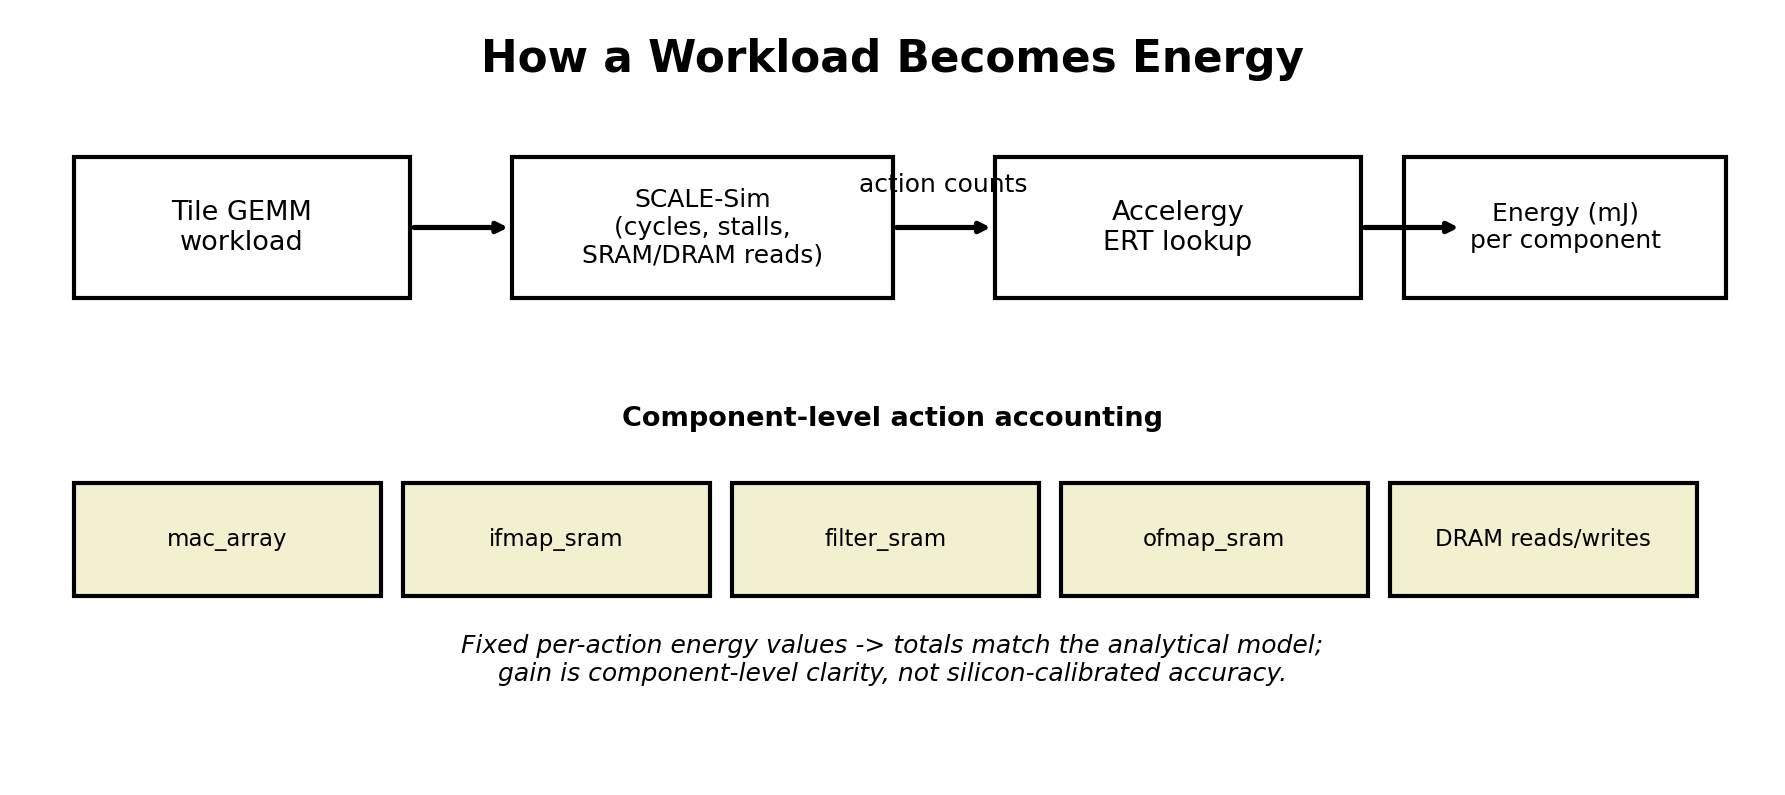 How a Workload Becomes Energy
Tile GEMM
workload
SCALE-Sim
(cycles, stalls,
SRAM/DRAM reads)
action counts
Accelergy
ERT lookup
Energy (mJ)
per component
Component-level action accounting
mac_array
ifmap_sram
filter_sram
ofmap_sram
DRAM reads/writes
Fixed per-action energy values -> totals match the analytical model;
gain is component-level clarity, not silicon-calibrated accuracy.